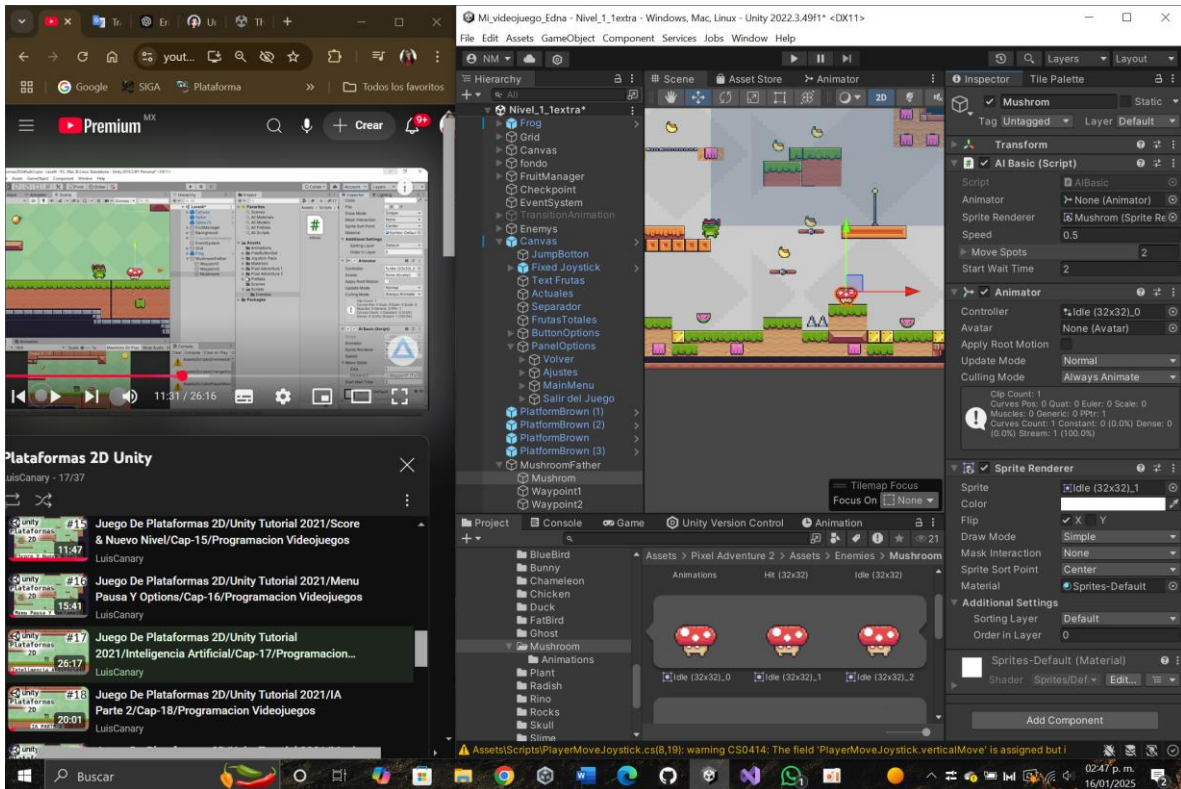 Mi_videojuego_Edna - Nivel_1_1extra - Windows, Mac, Linux - Unity 2022.3.49f1* <DX11>
File Edit Assets GameObject Component Services Jobs Window Help
yout...
Google SIGA Plataforma » Todos los favoritos
Premium MX
Crear
9+
11:31 / 26:16
Plataformas 2D Unity
LuisCanary - 17/37
#15
11:47
Juego De Plataformas 2D/Unity Tutorial 2021/Score
& Nuevo Nivel/Cap-15/Programacion Videojuegos
LuisCanary
#16
15:41
Juego De Plataformas 2D/Unity Tutorial 2021/Menu
Pausa Y Options/Cap-16/Programacion Videojuegos
LuisCanary
#17
26:17
Juego De Plataformas 2D/Unity Tutorial
2021/Inteligencia Artificial/Cap-17/Programacion...
LuisCanary
#18
20:01
Juego De Plataformas 2D/Unity Tutorial 2021/IA
Parte 2/Cap-18/Programacion Videojuegos
LuisCanary
NM
Layers Layout
Hierarchy
All
Nivel_1_1extra*
Frog
Grid
Canvas
fondo
FruitManager
Checkpoint
EventSystem
TransitionAnimation
Enemys
Canvas
JumpBotton
Fixed Joystick
Text Frutas
Actuales
Separador
FrutasTotales
ButtonOptions
PanelOptions
Volver
Ajustes
MainMenu
Salir del Juego
PlatformBrown (1)
PlatformBrown (2)
PlatformBrown
PlatformBrown (3)
MushroomFather
Mushrom
Waypoint1
Waypoint2
Scene Asset Store Animator
2D
Tilemap Focus
Focus On None
Inspector Tile Palette
Mushrom Static
Tag Untagged Layer Default
Transform
AI Basic (Script)
Script AIBasic
Animator None (Animator)
Sprite Renderer Mushrom (Sprite Re
Speed 0.5
Move Spots 2
Start Wait Time 2
Animator
Controller Idle (32x32)_0
Avatar None (Avatar)
Apply Root Motion
Update Mode Normal
Culling Mode Always Animate
Clip Count: 1
Curves Pos: 0 Quat: 0 Euler: 0 Scale: 0
Muscles: 0 Generic: 0 PPtr: 1
Curves Count: 1 Constant: 0 (0.0%) Dense: 0
(0.0%) Stream: 1 (100.0%)
Sprite Renderer
Sprite Idle (32x32)_1
Color
Flip X Y
Draw Mode Simple
Mask Interaction None
Sprite Sort Point Center
Material Sprites-Default
Additional Settings
Sorting Layer Default
Order in Layer 0
Sprites-Default (Material)
Shader Sprites/Def Edit...
Add Component
Project Console Game Unity Version Control Animation
21
BlueBird
Bunny
Chameleon
Chicken
Duck
FatBird
Ghost
Mushroom
Animations
Plant
Radish
Rino
Rocks
Skull
Slime
Assets > Pixel Adventure 2 > Assets > Enemies > Mushroom
Animations Hit (32x32) Idle (32x32)
Idle (32x32)_0 Idle (32x32)_1 Idle (32x32)_2
Assets\Scripts\PlayerMoveJoystick.cs(8,19): warning CS0414: The field 'PlayerMoveJoystick.verticalMove' is assigned but i
Buscar
02:47 p. m.
16/01/2025